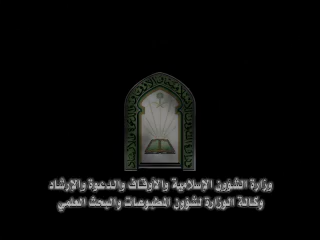 وزارة الشؤون الإسلامية والأوقاف والدعوة والإرشاد
وكالة الوزارة لشؤون المطبوعات والبحث العلمي